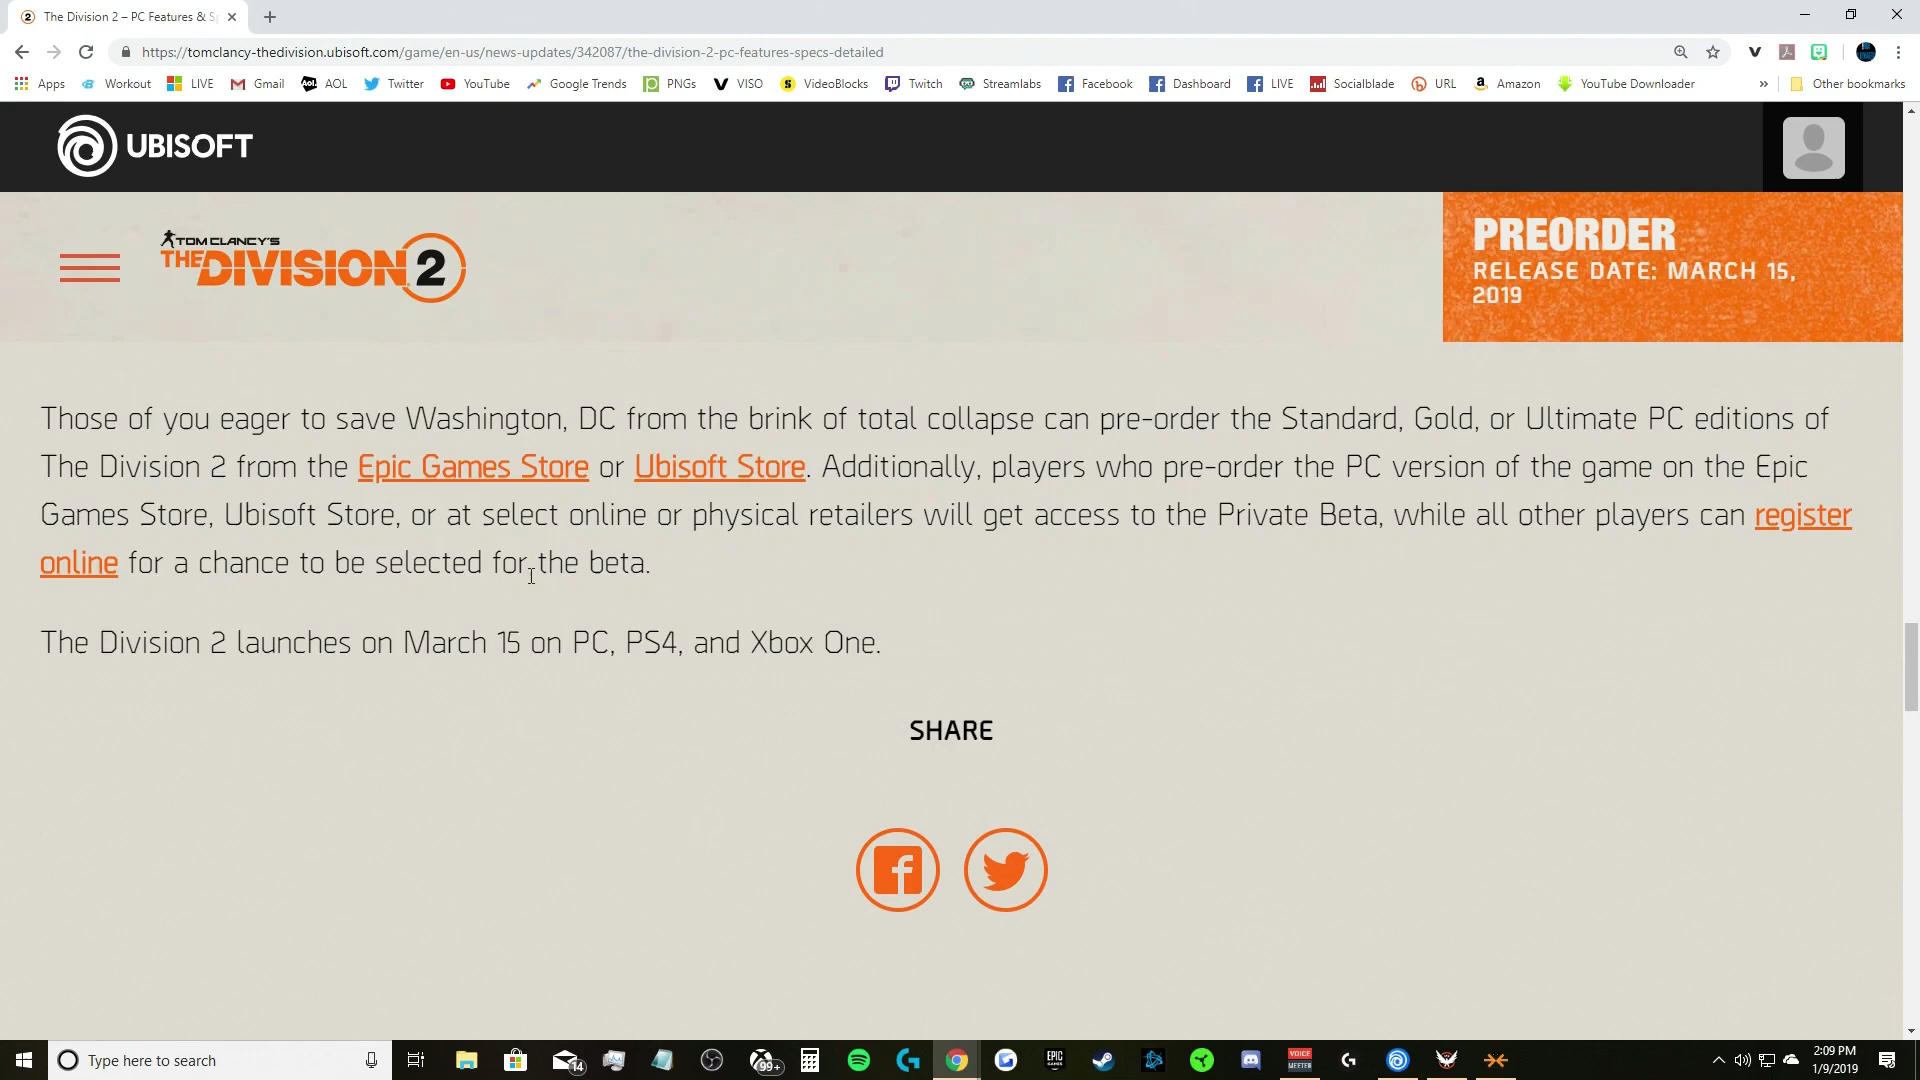 The Division 2 – PC Features & S
https://tomclancy-thedivision.ubisoft.com/game/en-us/news-updates/342087/the-division-2-pc-features-specs-detailed
Apps Workout LIVE Gmail AOL Twitter YouTube Google Trends PNGs VISO VideoBlocks Twitch Streamlabs Facebook Dashboard LIVE Socialblade URL Amazon YouTube Downloader » Other bookmarks
UBISOFT
TOM CLANCY'S
THE DIVISION 2
PREORDER
RELEASE DATE: MARCH 15,
2019
Those of you eager to save Washington, DC from the brink of total collapse can pre-order the Standard, Gold, or Ultimate PC editions of
The Division 2 from the Epic Games Store or Ubisoft Store. Additionally, players who pre-order the PC version of the game on the Epic
Games Store, Ubisoft Store, or at select online or physical retailers will get access to the Private Beta, while all other players can register
online for a chance to be selected for the beta.
The Division 2 launches on March 15 on PC, PS4, and Xbox One.
SHARE
Type here to search
14
99+
EPIC GAMES
VOICE MEETER
2:09 PM
1/9/2019